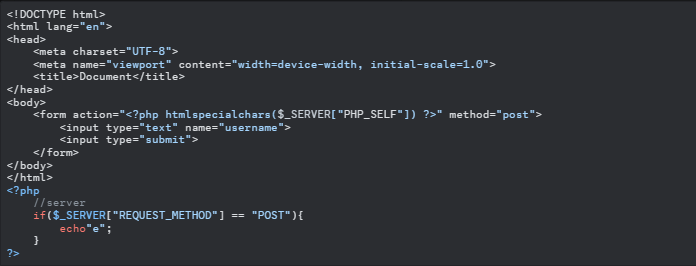 <!DOCTYPE html>
<html lang="en">
<head>
    <meta charset="UTF-8">
    <meta name="viewport" content="width=device-width, initial-scale=1.0">
    <title>Document</title>
</head>
<body>
    <form action="<?php htmlspecialchars($_SERVER["PHP_SELF"]) ?>" method="post">
        <input type="text" name="username">
        <input type="submit">
    </form>
</body>
</html>
<?php
    //server
    if($_SERVER["REQUEST_METHOD"] == "POST"){
        echo"e";
    }
?>